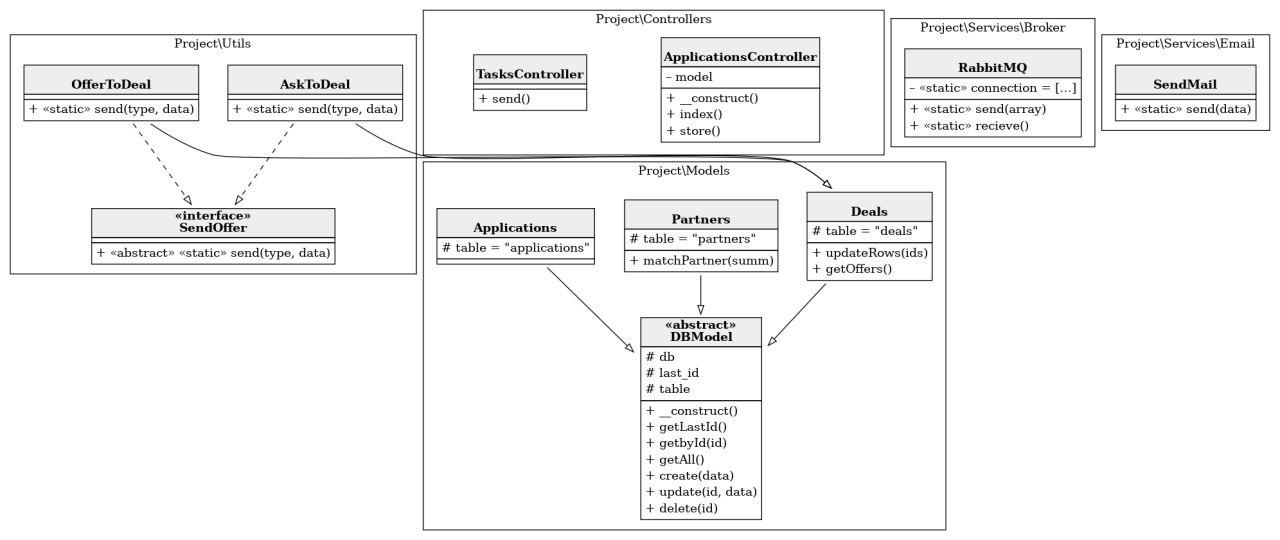 Project\Utils
OfferToDeal
+ «static» send(type, data)
AskToDeal
+ «static» send(type, data)
«interface»
SendOffer
+ «abstract» «static» send(type, data)
Project\Controllers
TasksController
+ send()
ApplicationsController
– model
+ __construct()
+ index()
+ store()
Project\Services\Broker
RabbitMQ
– «static» connection = [...]
+ «static» send(array)
+ «static» recieve()
Project\Services\Email
SendMail
+ «static» send(data)
Project\Models
Applications
# table = "applications"
Partners
# table = "partners"
+ matchPartner(summ)
Deals
# table = "deals"
+ updateRows(ids)
+ getOffers()
«abstract»
DBModel
# db
# last_id
# table
+ __construct()
+ getLastId()
+ getbyId(id)
+ getAll()
+ create(data)
+ update(id, data)
+ delete(id)